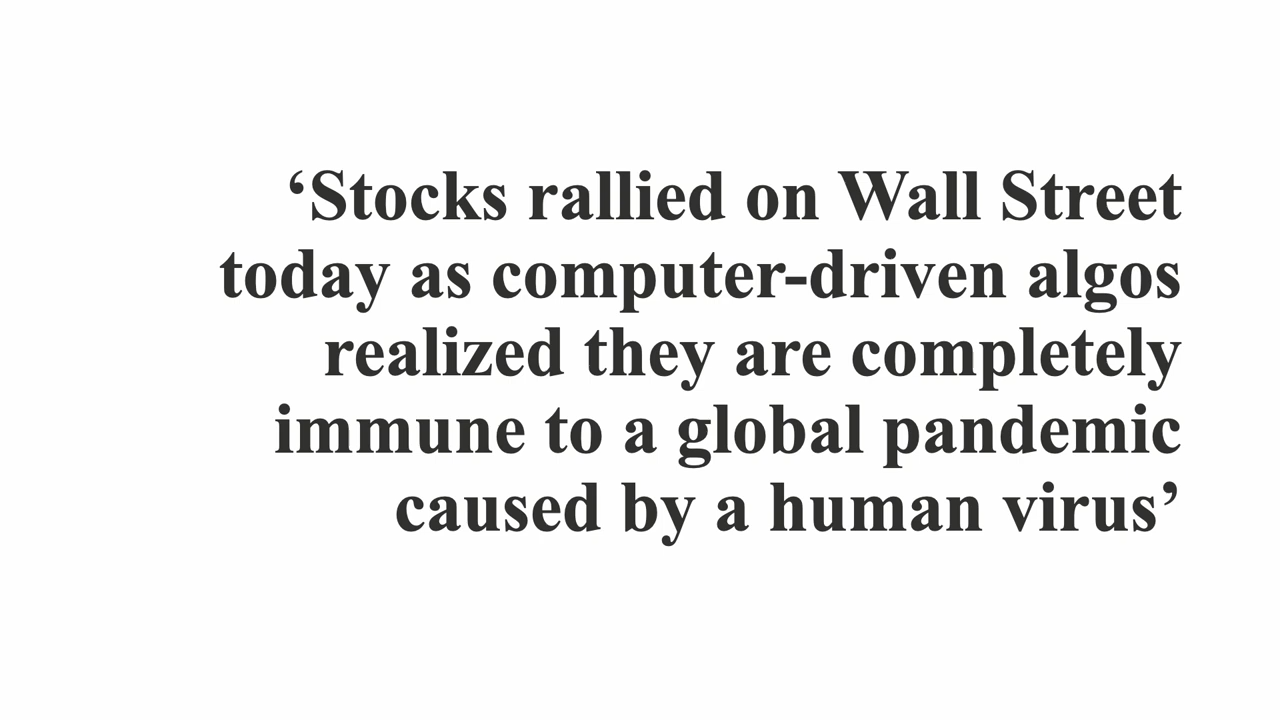 ‘Stocks rallied on Wall Street
today as computer-driven algos
realized they are completely
immune to a global pandemic
caused by a human virus’